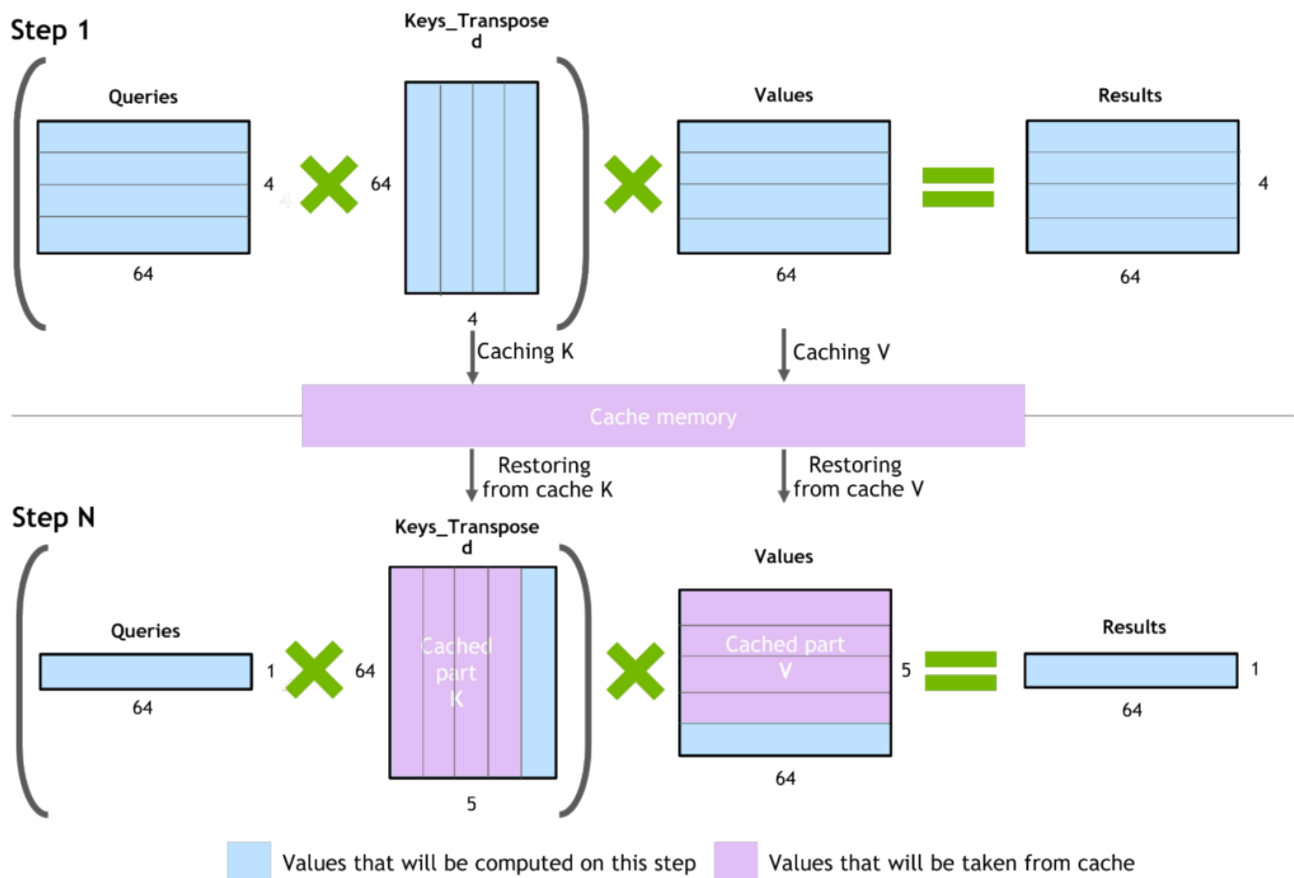 Step 1
Keys_Transpose
d
Queries
Values
Results
4
64
4
64
64
64
4
Caching K
Caching V
Cache memory
Restoring
from cache K
Restoring
from cache V
Step N
Keys_Transpose
d
Values
Queries
Results
Cached
part
K
Cached part
V
1
64
5
1
64
64
64
5
Values that will be computed on this step
Values that will be taken from cache